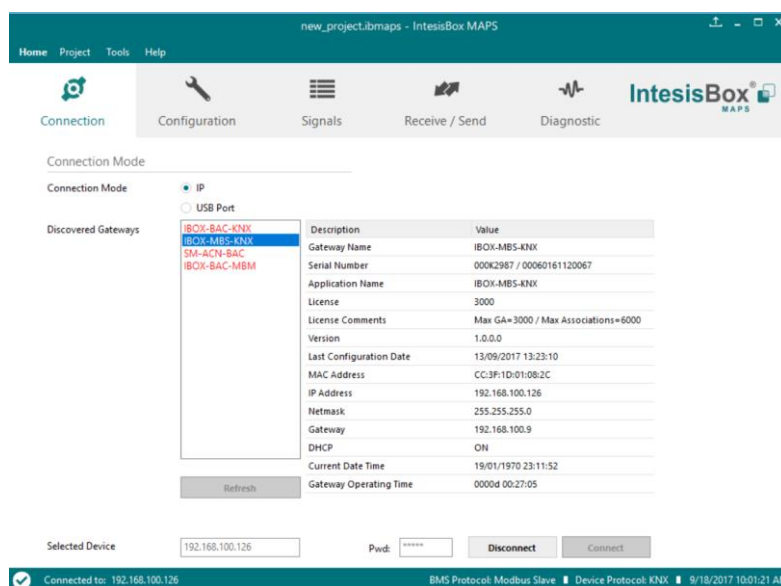 new_project.ibmaps - IntesisBox MAPS
Home Project Tools Help
Connection Configuration Signals Receive / Send Diagnostic
IntesisBox®
MAPS
Connection Mode
Connection Mode IP
USB Port
Discovered Gateways
IBOX-BAC-KNX
IBOX-MBS-KNX
SM-ACN-BAC
IBOX-BAC-MBM
Description Value
Gateway Name IBOX-MBS-KNX
Serial Number 000K2987 / 00060161120067
Application Name IBOX-MBS-KNX
License 3000
License Comments Max GA=3000 / Max Associations=6000
Version 1.0.0.0
Last Configuration Date 13/09/2017 13:23:10
MAC Address CC:3F:1D:01:08:2C
IP Address 192.168.100.126
Netmask 255.255.255.0
Gateway 192.168.100.9
DHCP ON
Current Date Time 19/01/1970 23:11:52
Gateway Operating Time 0000d 00:27:05
Refresh
Selected Device 192.168.100.126 Pwd: ***** Disconnect Connect
Connected to: 192.168.100.126 BMS Protocol: Modbus Slave Device Protocol: KNX 9/18/2017 10:01:21 A